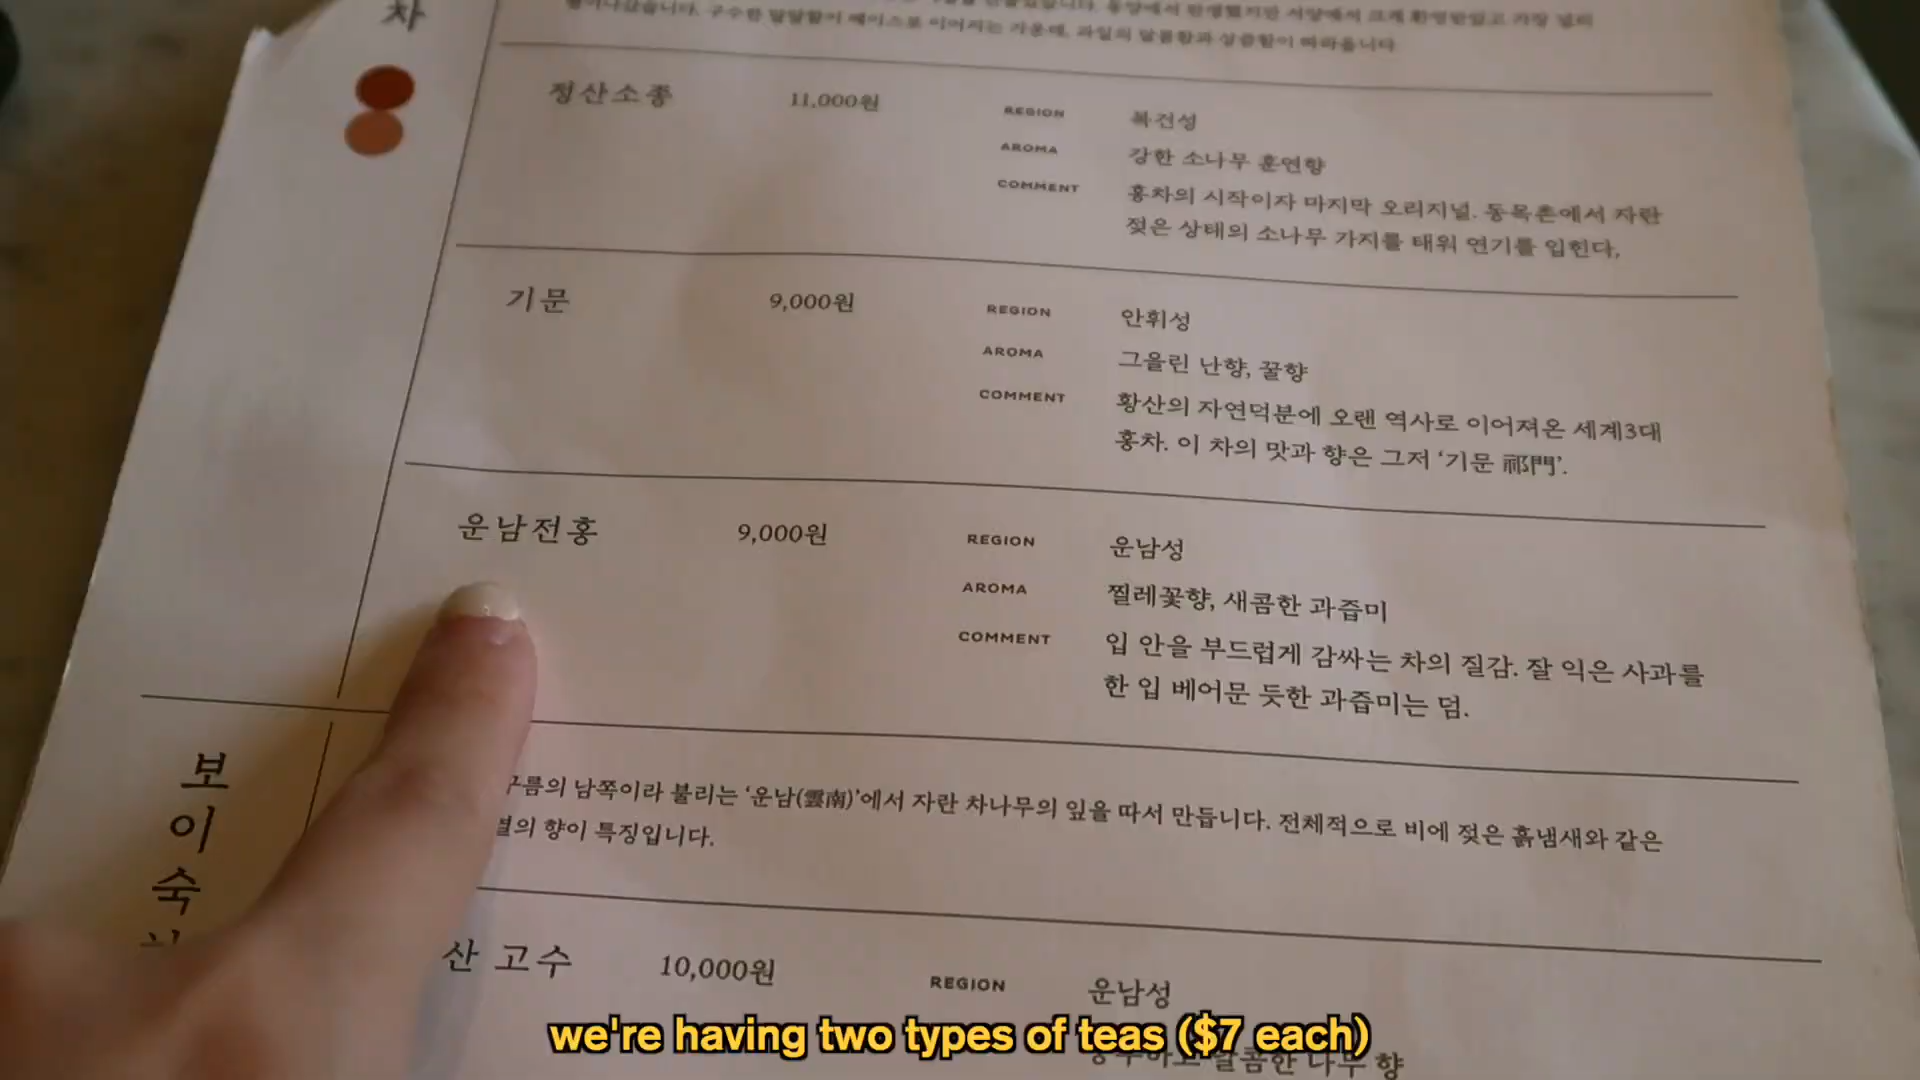 차
정산소종
11,000원
REGION
복건성
AROMA
강한 소나무 훈연향
COMMENT
홍차의 시작이자 마지막 오리지널. 동목촌에서 자란
젖은 상태의 소나무 가지를 태워 연기를 입힌다,
기문
9,000원
REGION
안휘성
AROMA
그을린 난향, 꿀향
COMMENT
황산의 자연덕분에 오랜 역사로 이어져온 세계3대
홍차. 이 차의 맛과 향은 그저 ‘기문 祁門’.
운남전홍
9,000원
REGION
운남성
AROMA
찔레꽃향, 새콤한 과즙미
COMMENT
입 안을 부드럽게 감싸는 차의 질감. 잘 익은 사과를
한 입 베어문 듯한 과즙미는 덤.
보이숙
구름의 남쪽이라 불리는 ‘운남(雲南)’에서 자란 차나무의 잎을 따서 만듭니다. 전체적으로 비에 젖은 흙냄새와 같은
의 향이 특징입니다.
산 고수
10,000원
REGION
운남성
달콤한 나무 향
we're having two types of teas ($7 each)